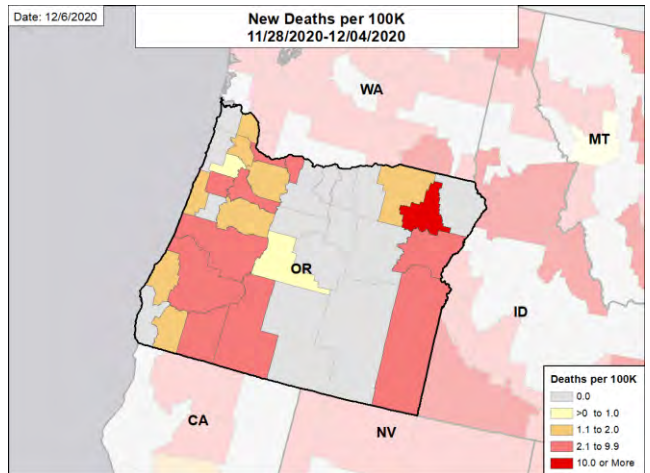 Date: 12/6/2020
New Deaths per 100K
11/28/2020-12/04/2020
WA
MT
OR
ID
CA
NV
Deaths per 100K
0.0
>0 to 1.0
1.1 to 2.0
2.1 to 9.9
10.0 or More